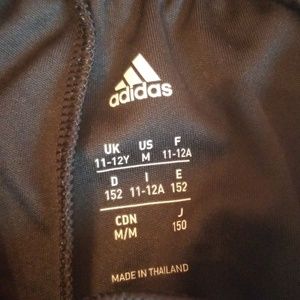 adidas
UK US F
11-12Y M 11-12A
D I E
152 11-12A 152
CDN J
M/M 150
MADE IN THAILAND